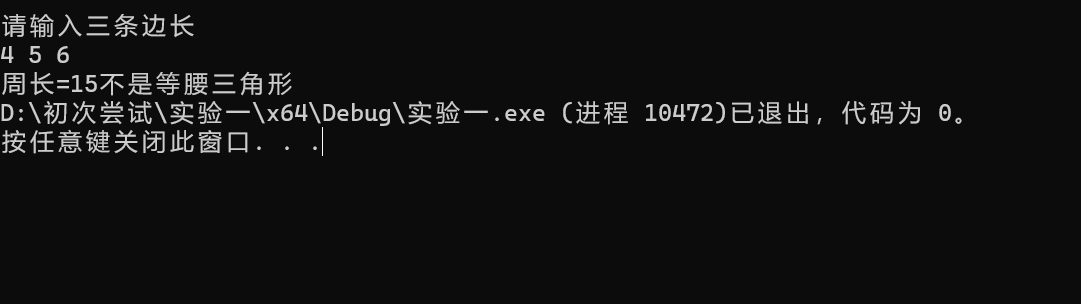 请输入三条边长
4 5 6
周长=15不是等腰三角形
D:\初次尝试\实验一\x64\Debug\实验一.exe (进程 10472)已退出，代码为 0。
按任意键关闭此窗口. . .